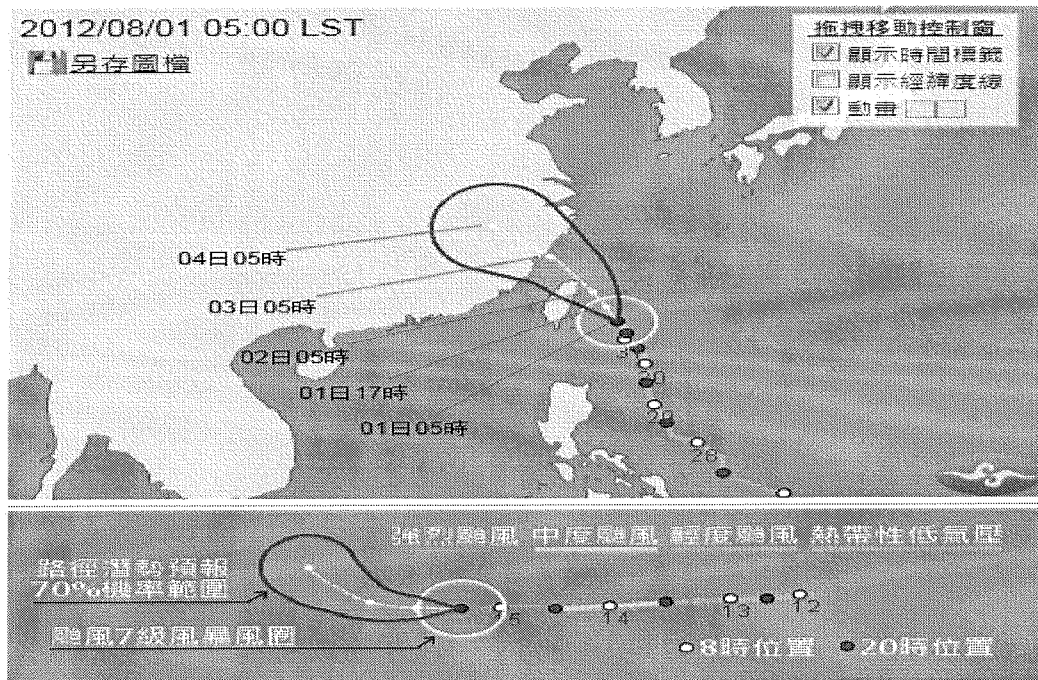 2012/08/01 05:00 LST
另存圖檔
拖拽移動控制窗
顯示時間標籤
顯示經緯度線
動畫
04日05時
03日05時
02日05時
01日17時
01日05時
31
30
29
28
強烈颱風 中度颱風 輕度颱風 熱帶性低氣壓
路徑潛勢預報
70%機率範圍
15
14
13
12
颱風7級風暴風圈
8時位置
20時位置